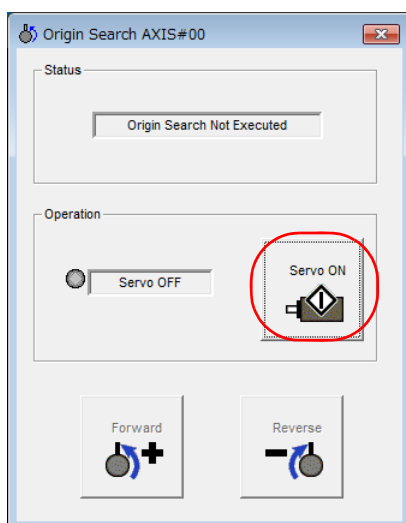 Origin Search AXIS#00
Status
Origin Search Not Executed
Operation
Servo OFF
Servo ON
Forward
Reverse